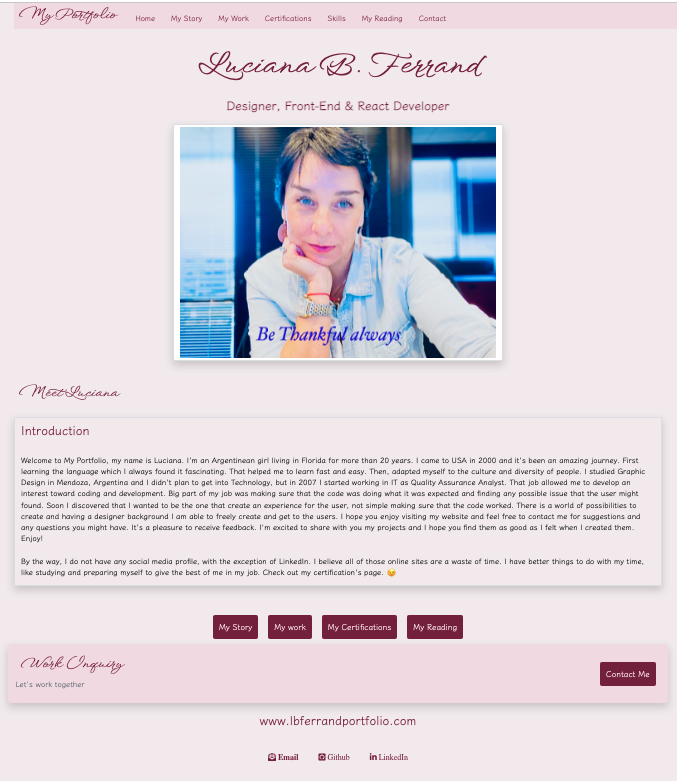 My Portfolio Home My Story My Work Certifications Skills My Reading Contact
Luciana B. Ferrand
Designer, Front-End & React Developer
Be Thankful always
Meet Luciana
Introduction
Welcome to My Portfolio, my name is Luciana. I'm an Argentinean girl living in Florida for more than 20 years. I came to USA in 2000 and it's been an amazing journey. First
learning the language which I always found it fascinating. That helped me to learn fast and easy. Then, adapted myself to the culture and diversity of people. I studied Graphic
Design in Mendoza, Argentina and I didn't plan to get into Technology, but in 2007 I started working in IT as Quality Assurance Analyst. That job allowed me to develop an
interest toward coding and development. Big part of my job was making sure that the code was doing what it was expected and finding any possible issue that the user might
found. Soon I discovered that I wanted to be the one that create an experience for the user, not simple making sure that the code worked. There is a world of possibilities to
create and having a designer background I am able to freely create and get to the users. I hope you enjoy visiting my website and feel free to contact me for suggestions and
any questions you might have. It's a pleasure to receive feedback. I'm excited to share with you my projects and I hope you find them as good as I felt when I created them.
Enjoy!
By the way, I do not have any social media profile, with the exception of LinkedIn. I believe all of those online sites are a waste of time. I have better things to do with my time,
like studying and preparing myself to give the best of me in my job. Check out my certification's page. 😉
My Story My work My Certifications My Reading
Work Inquiry
Let's work together
Contact Me
www.lbferrandportfolio.com
Email Github LinkedIn